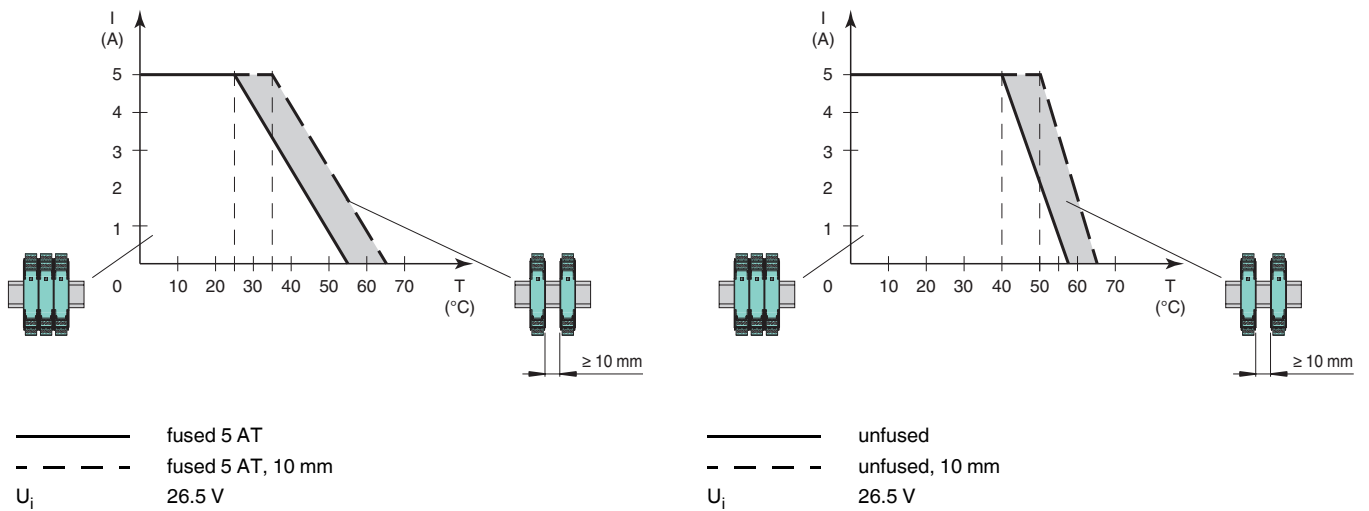 I
(A)
5
4
3
2
1
0
10 20 30 40 50 60 70
T
(°C)
≥ 10 mm
fused 5 AT
fused 5 AT, 10 mm
Ui 26.5 V
I
(A)
5
4
3
2
1
0
10 20 30 40 50 60 70
T
(°C)
≥ 10 mm
unfused
unfused, 10 mm
Ui 26.5 V